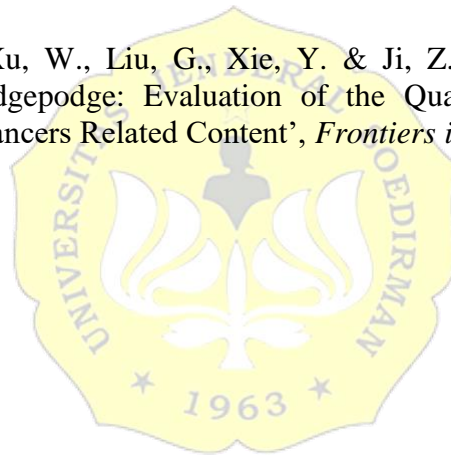 Xu, W., Liu, G., Xie, Y. & Ji, Z.
dgepodge: Evaluation of the Qua
ancers Related Content’, Frontiers i
UNIVERSITAS JENDERAL SOEDIRMAN
★ 1963 ★